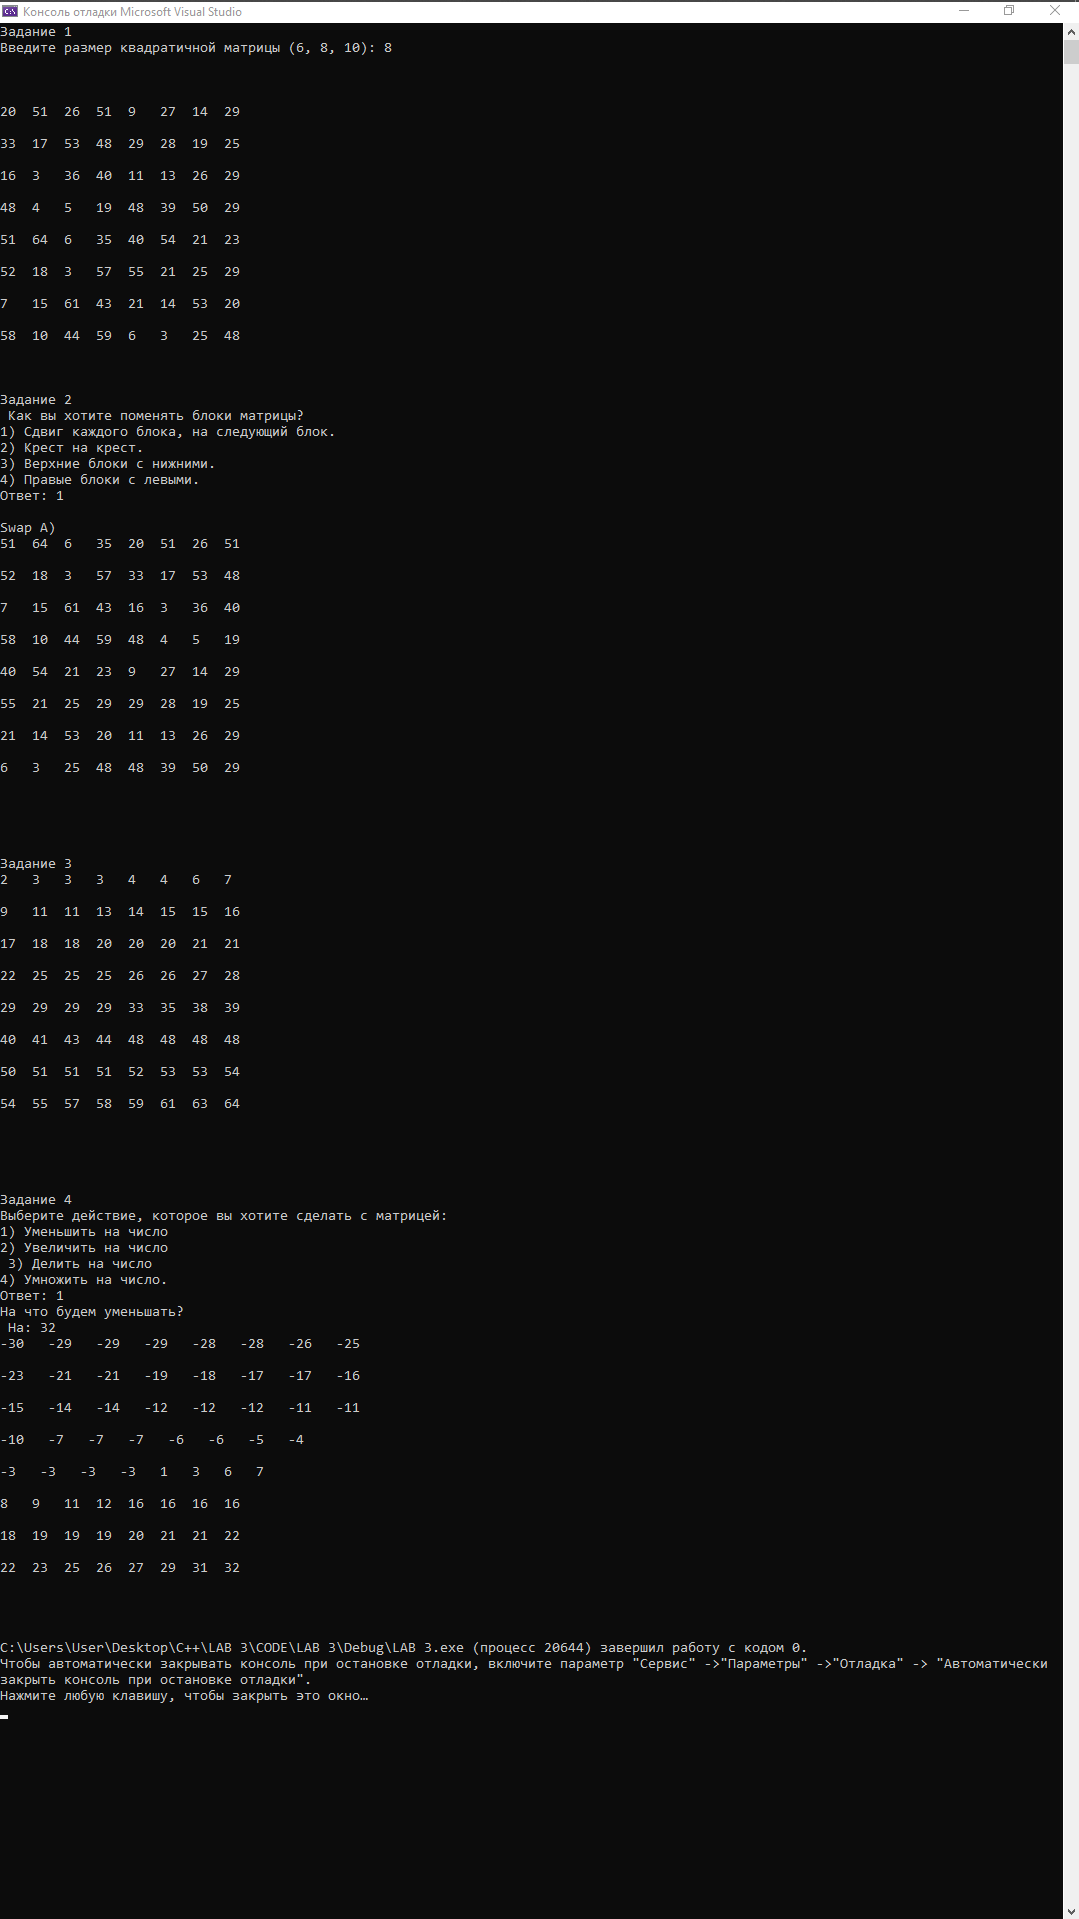 Консоль отладки Microsoft Visual Studio
Задание 1
Введите размер квадратичной матрицы (6, 8, 10): 8
20 51 26 51 9 27 14 29
33 17 53 48 29 28 19 25
16 3 36 40 11 13 26 29
48 4 5 19 48 39 50 29
51 64 6 35 40 54 21 23
52 18 3 57 55 21 25 29
7 15 61 43 21 14 53 20
58 10 44 59 6 3 25 48
Задание 2
Как вы хотите поменять блоки матрицы?
1) Сдвиг каждого блока, на следующий блок.
2) Крест на крест.
3) Верхние блоки с нижними.
4) Правые блоки с левыми.
Ответ: 1
Swap A)
51 64 6 35 20 51 26 51
52 18 3 57 33 17 53 48
7 15 61 43 16 3 36 40
58 10 44 59 48 4 5 19
40 54 21 23 9 27 14 29
55 21 25 29 29 28 19 25
21 14 53 20 11 13 26 29
6 3 25 48 48 39 50 29
Задание 3
2 3 3 3 4 4 6 7
9 11 11 13 14 15 15 16
17 18 18 20 20 20 21 21
22 25 25 25 26 26 27 28
29 29 29 29 33 35 38 39
40 41 43 44 48 48 48 48
50 51 51 51 52 53 53 54
54 55 57 58 59 61 63 64
Задание 4
Выберите действие, которое вы хотите сделать с матрицей:
1) Уменьшить на число
2) Увеличить на число
3) Делить на число
4) Умножить на число.
Ответ: 1
На что будем уменьшать?
На: 32
-30 -29 -29 -29 -28 -28 -26 -25
-23 -21 -21 -19 -18 -17 -17 -16
-15 -14 -14 -12 -12 -12 -11 -11
-10 -7 -7 -7 -6 -6 -5 -4
-3 -3 -3 -3 1 3 6 7
8 9 11 12 16 16 16 16
18 19 19 19 20 21 21 22
22 23 25 26 27 29 31 32
C:\Users\User\Desktop\C++\LAB 3\CODE\LAB 3\Debug\LAB 3.exe (процесс 20644) завершил работу с кодом 0.
Чтобы автоматически закрывать консоль при остановке отладки, включите параметр "Сервис" ->"Параметры" ->"Отладка" -> "Автоматически
закрыть консоль при остановке отладки".
Нажмите любую клавишу, чтобы закрыть это окно…